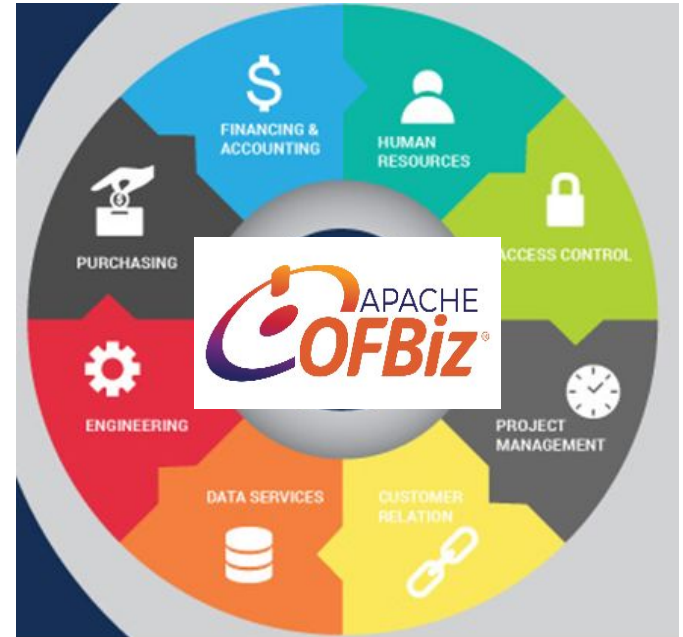 $
FINANCING &
ACCOUNTING
HUMAN
RESOURCES
$
PURCHASING
ACCESS CONTROL
APACHE
OFBiz®
ENGINEERING
PROJECT
MANAGEMENT
DATA SERVICES
CUSTOMER
RELATION